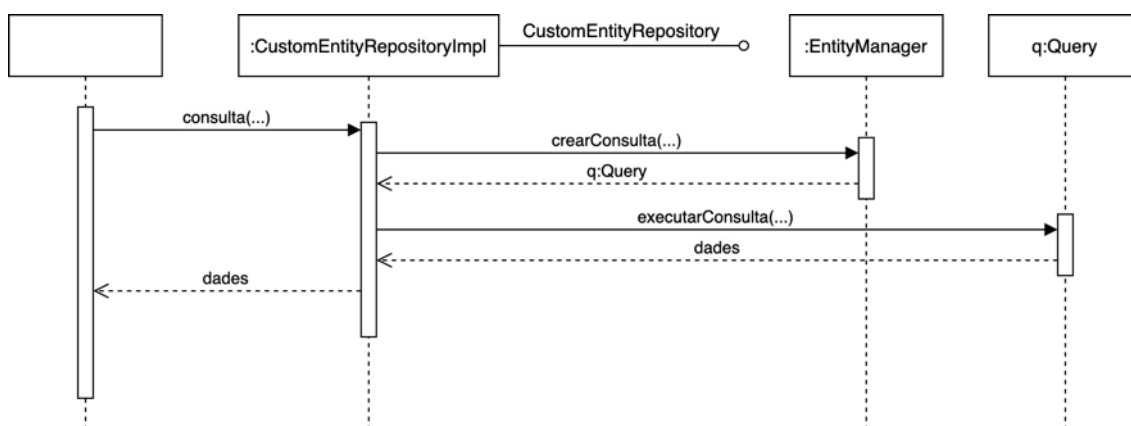 :CustomEntityRepositoryImpl
CustomEntityRepository
:EntityManager
q:Query
consulta(...)
crearConsulta(...)
q:Query
executarConsulta(...)
dades
dades